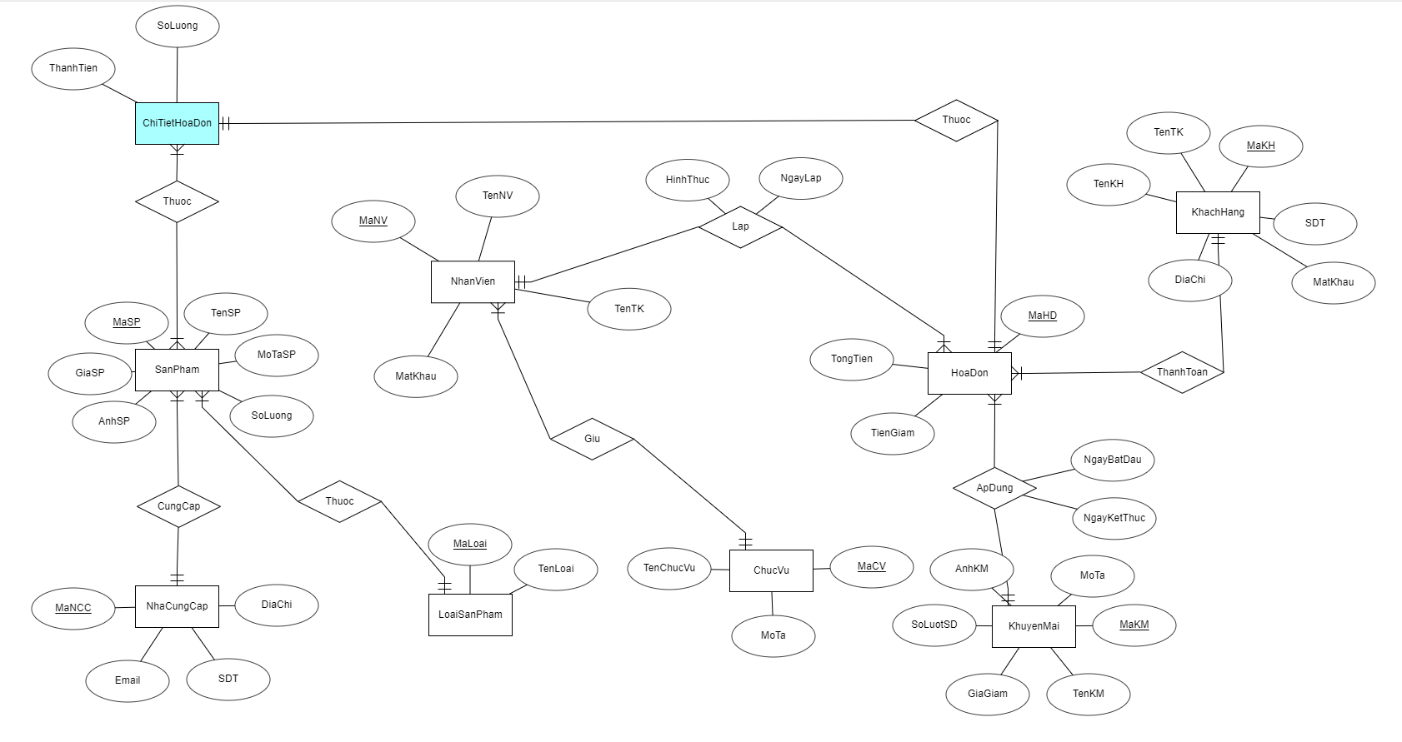 SoLuong
ThanhTien
ChiTietHoaDon
Thuoc
TenTK
MaKH
HinhThuc
NgayLap
TenKH
TenNV
Thuoc
KhachHang
MaNV
Lap
SDT
NhanVien
DiaChi
MatKhau
TenTK
TenSP
MaSP
MaHD
MoTaSP
TongTien
SanPham
GiaSP
HoaDon
ThanhToan
MatKhau
SoLuong
AnhSP
TienGiam
Giu
NgayBatDau
ApDung
Thuoc
CungCap
NgayKetThuc
MaLoai
TenChucVu
MaCV
TenLoai
ChucVu
AnhKM
MoTa
DiaChi
MaNCC
NhaCungCap
LoaiSanPham
SoLuotSD
KhuyenMai
MaKM
MoTa
Email
SDT
GiaGiam
TenKM